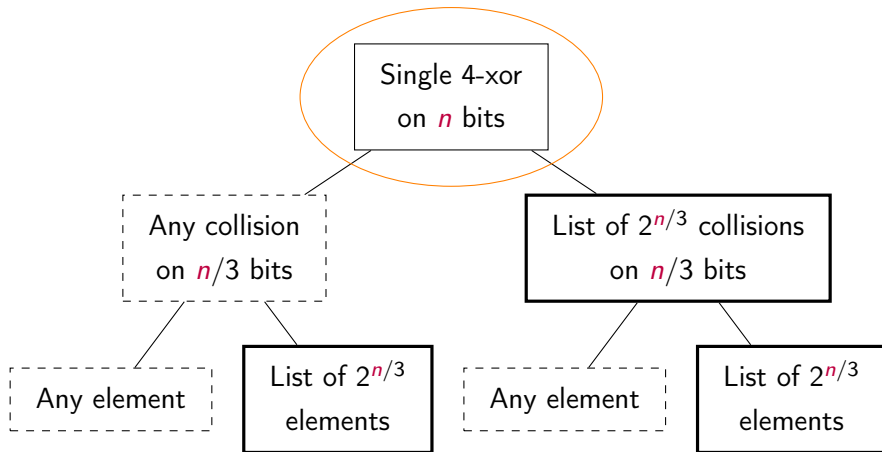 Single 4-xor
on n bits
Any collision
on n/3 bits
List of 2^{n/3} collisions
on n/3 bits
Any element
List of 2^{n/3}
elements
Any element
List of 2^{n/3}
elements